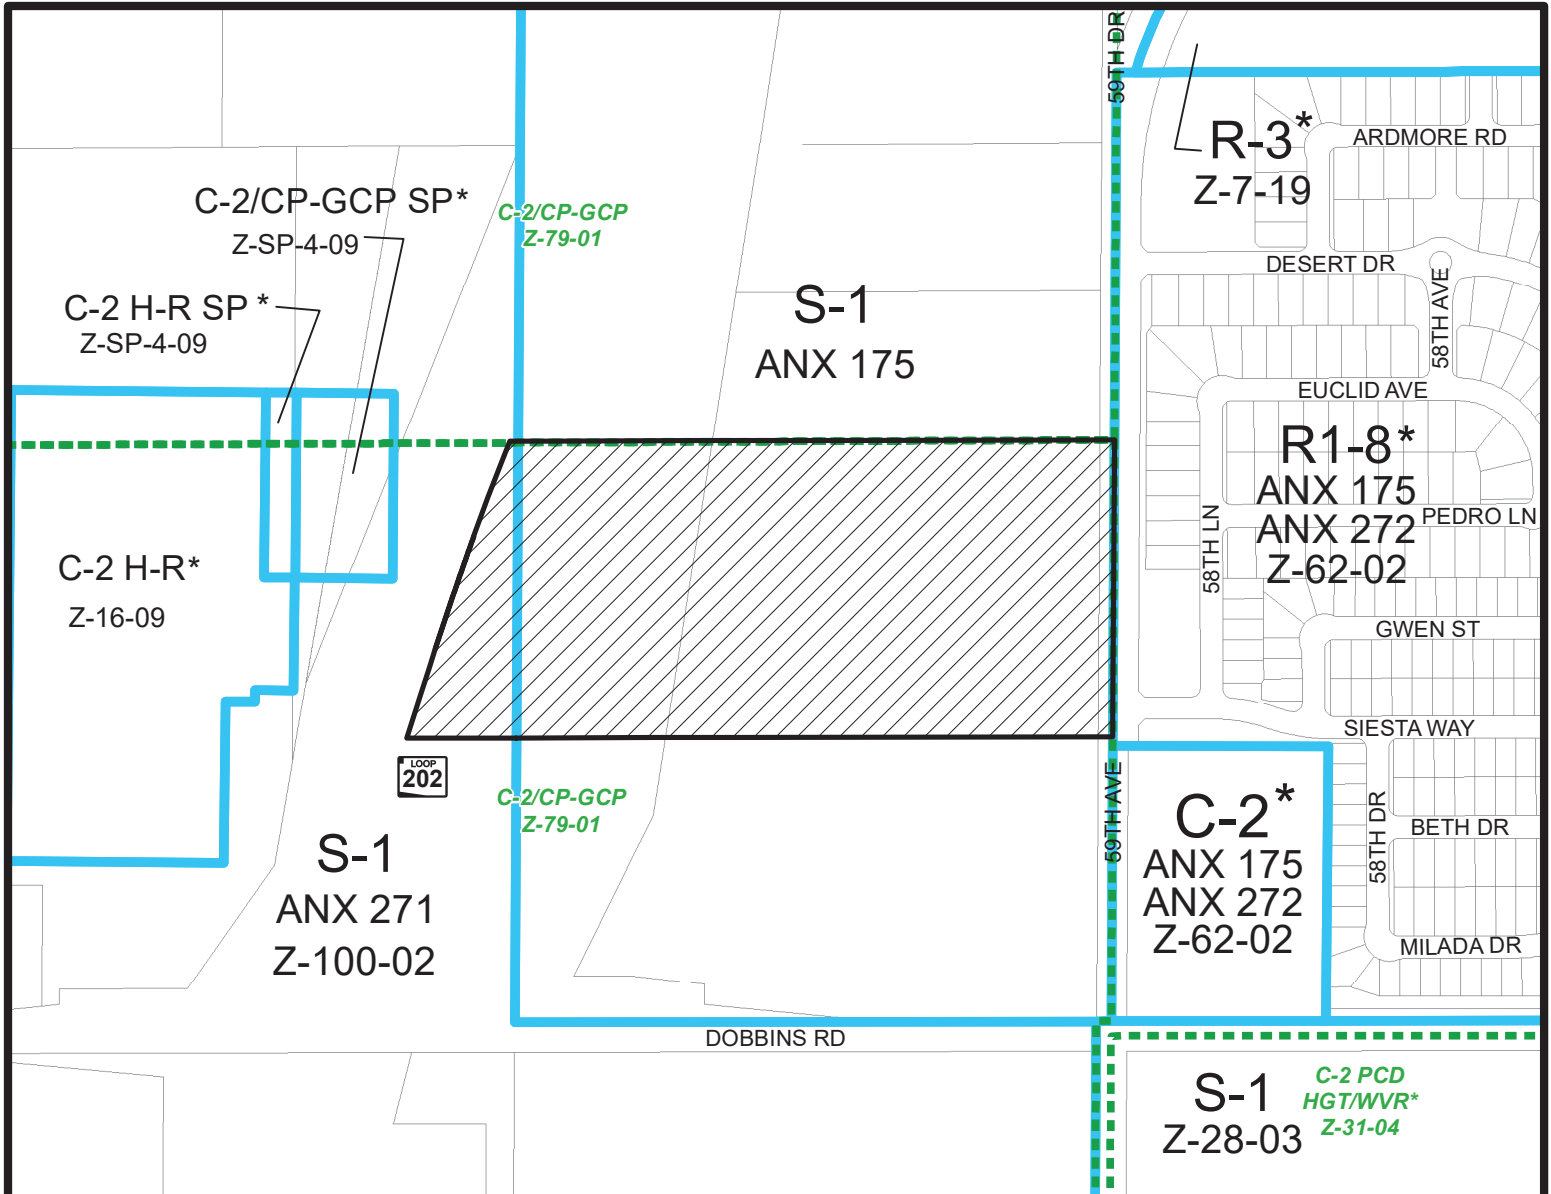 59TH DR
R-3*
Z-7-19
ARDMORE RD
C-2/CP-GCP SP*
Z-SP-4-09
C-2/CP-GCP
Z-79-01
C-2 H-R SP *
Z-SP-4-09
S-1
ANX 175
DESERT DR
58TH AVE
EUCLID AVE
R1-8*
ANX 175
ANX 272
Z-62-02
PEDRO LN
58TH LN
C-2 H-R*
Z-16-09
GWEN ST
SIESTA WAY
LOOP
202
C-2/CP-GCP
Z-79-01
59TH AVE
C-2*
ANX 175
ANX 272
Z-62-02
58TH DR
BETH DR
MILADA DR
S-1
ANX 271
Z-100-02
DOBBINS RD
S-1
Z-28-03
C-2 PCD
HGT/WVR*
Z-31-04